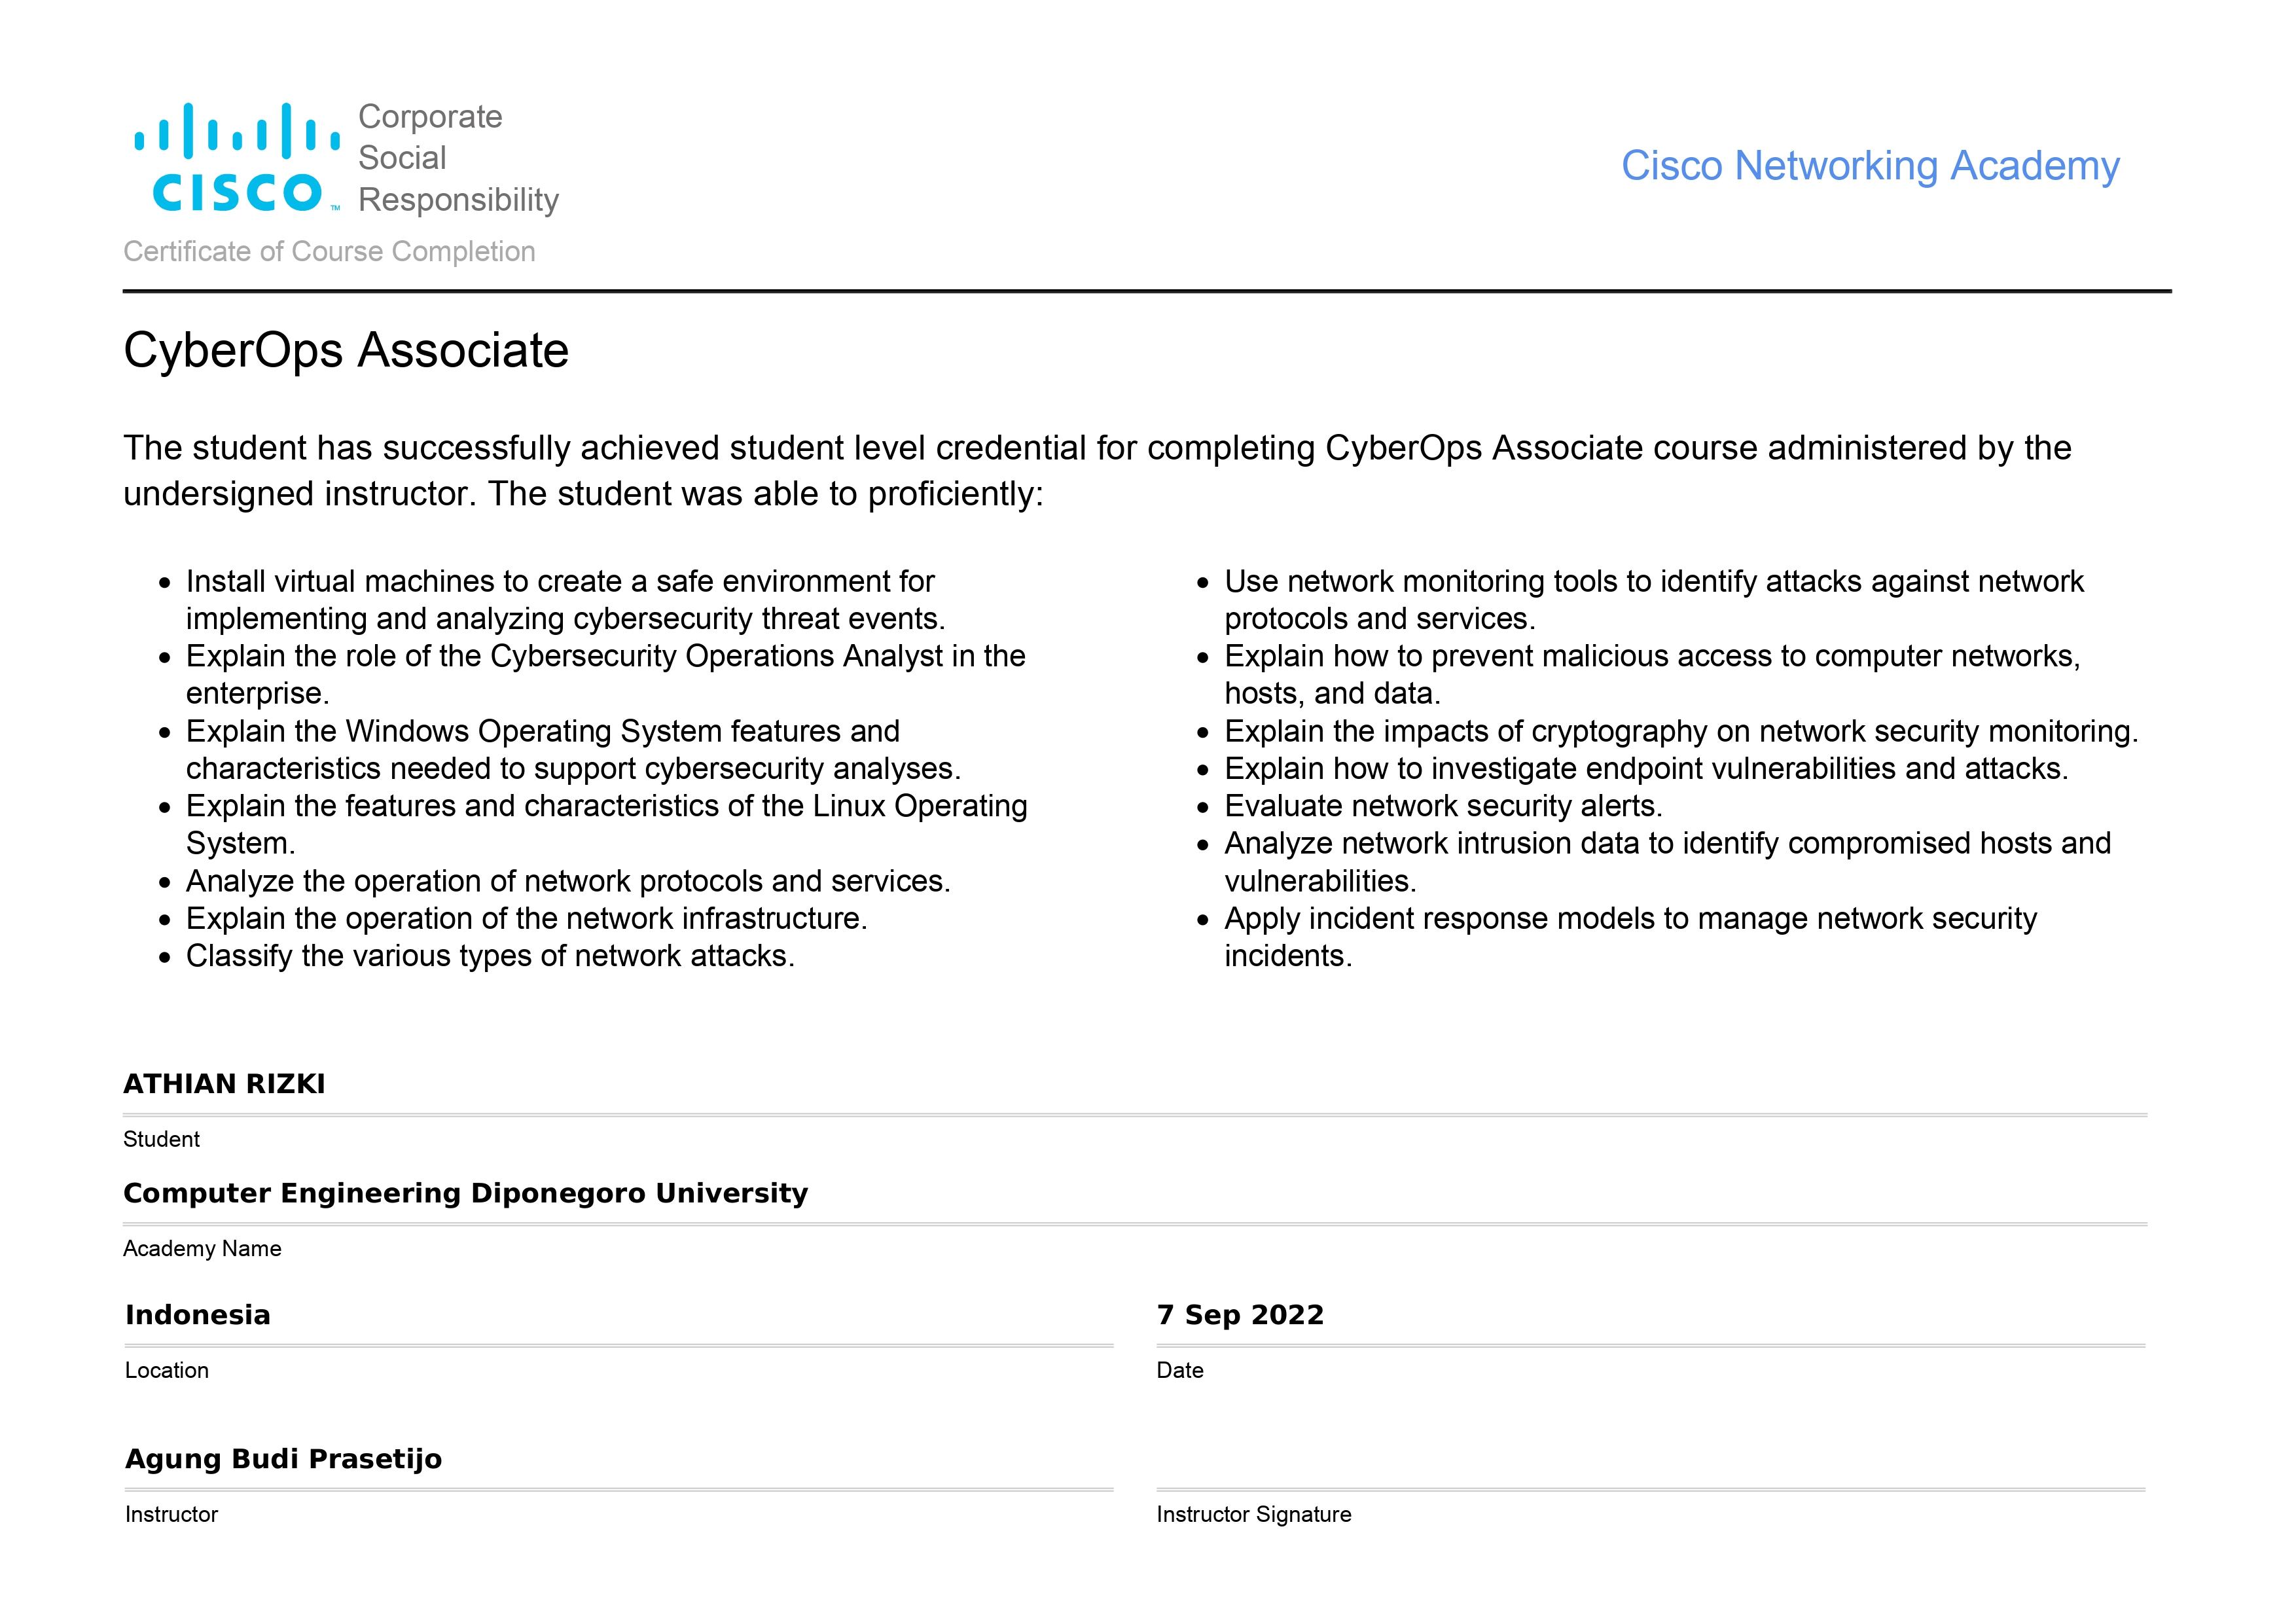 Corporate
Social
Responsibility
CISCO™
Cisco Networking Academy
Certificate of Course Completion
CyberOps Associate
The student has successfully achieved student level credential for completing CyberOps Associate course administered by the
undersigned instructor. The student was able to proficiently:
• Install virtual machines to create a safe environment for
implementing and analyzing cybersecurity threat events.
• Explain the role of the Cybersecurity Operations Analyst in the
enterprise.
• Explain the Windows Operating System features and
characteristics needed to support cybersecurity analyses.
• Explain the features and characteristics of the Linux Operating
System.
• Analyze the operation of network protocols and services.
• Explain the operation of the network infrastructure.
• Classify the various types of network attacks.
• Use network monitoring tools to identify attacks against network
protocols and services.
• Explain how to prevent malicious access to computer networks,
hosts, and data.
• Explain the impacts of cryptography on network security monitoring.
• Explain how to investigate endpoint vulnerabilities and attacks.
• Evaluate network security alerts.
• Analyze network intrusion data to identify compromised hosts and
vulnerabilities.
• Apply incident response models to manage network security
incidents.
ATHIAN RIZKI
Student
Computer Engineering Diponegoro University
Academy Name
Indonesia
Location
7 Sep 2022
Date
Agung Budi Prasetijo
Instructor
Instructor Signature